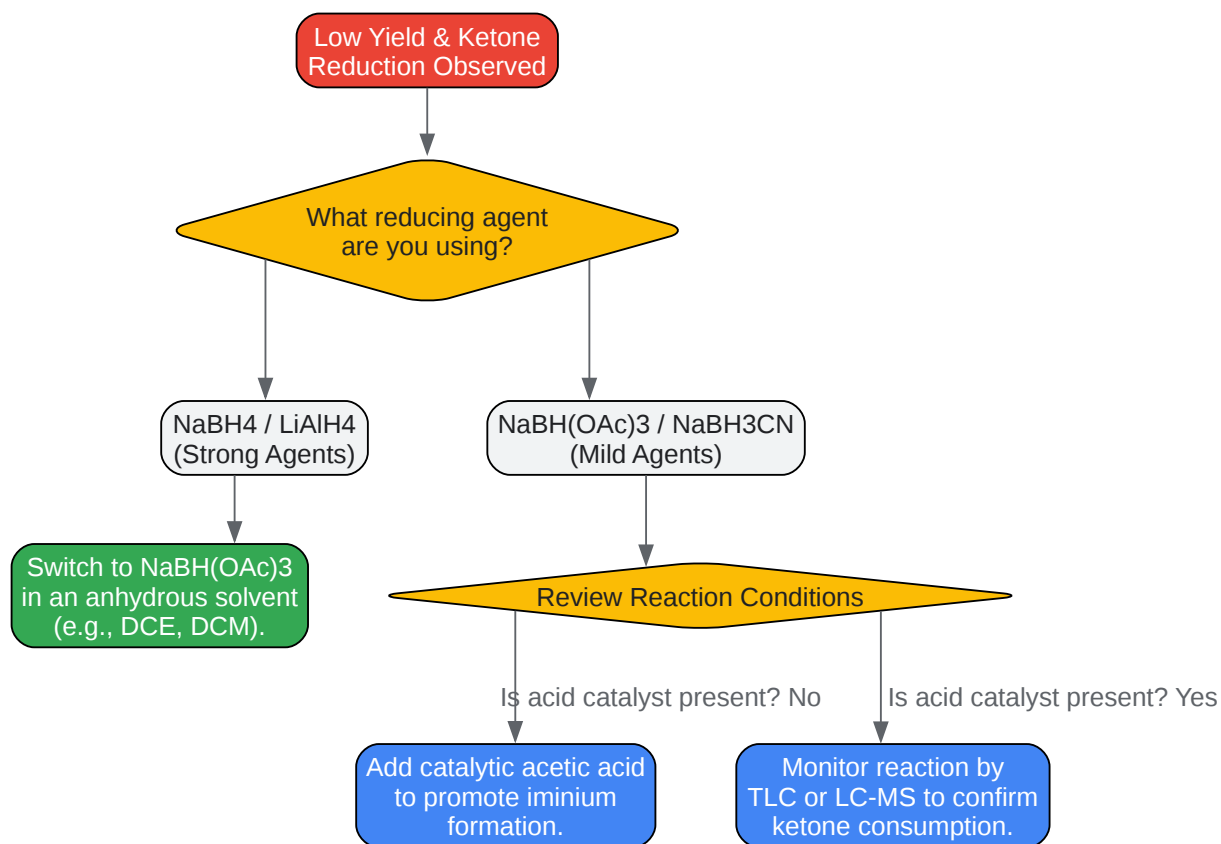 Low Yield & Ketone
Reduction Observed
What reducing agent
are you using?
NaBH4 / LiAlH4
(Strong Agents)
NaBH(OAc)3 / NaBH3CN
(Mild Agents)
Switch to NaBH(OAc)3
in an anhydrous solvent
(e.g., DCE, DCM).
Review Reaction Conditions
Is acid catalyst present? No
Is acid catalyst present? Yes
Add catalytic acetic acid
to promote iminium
formation.
Monitor reaction by
TLC or LC-MS to confirm
ketone consumption.